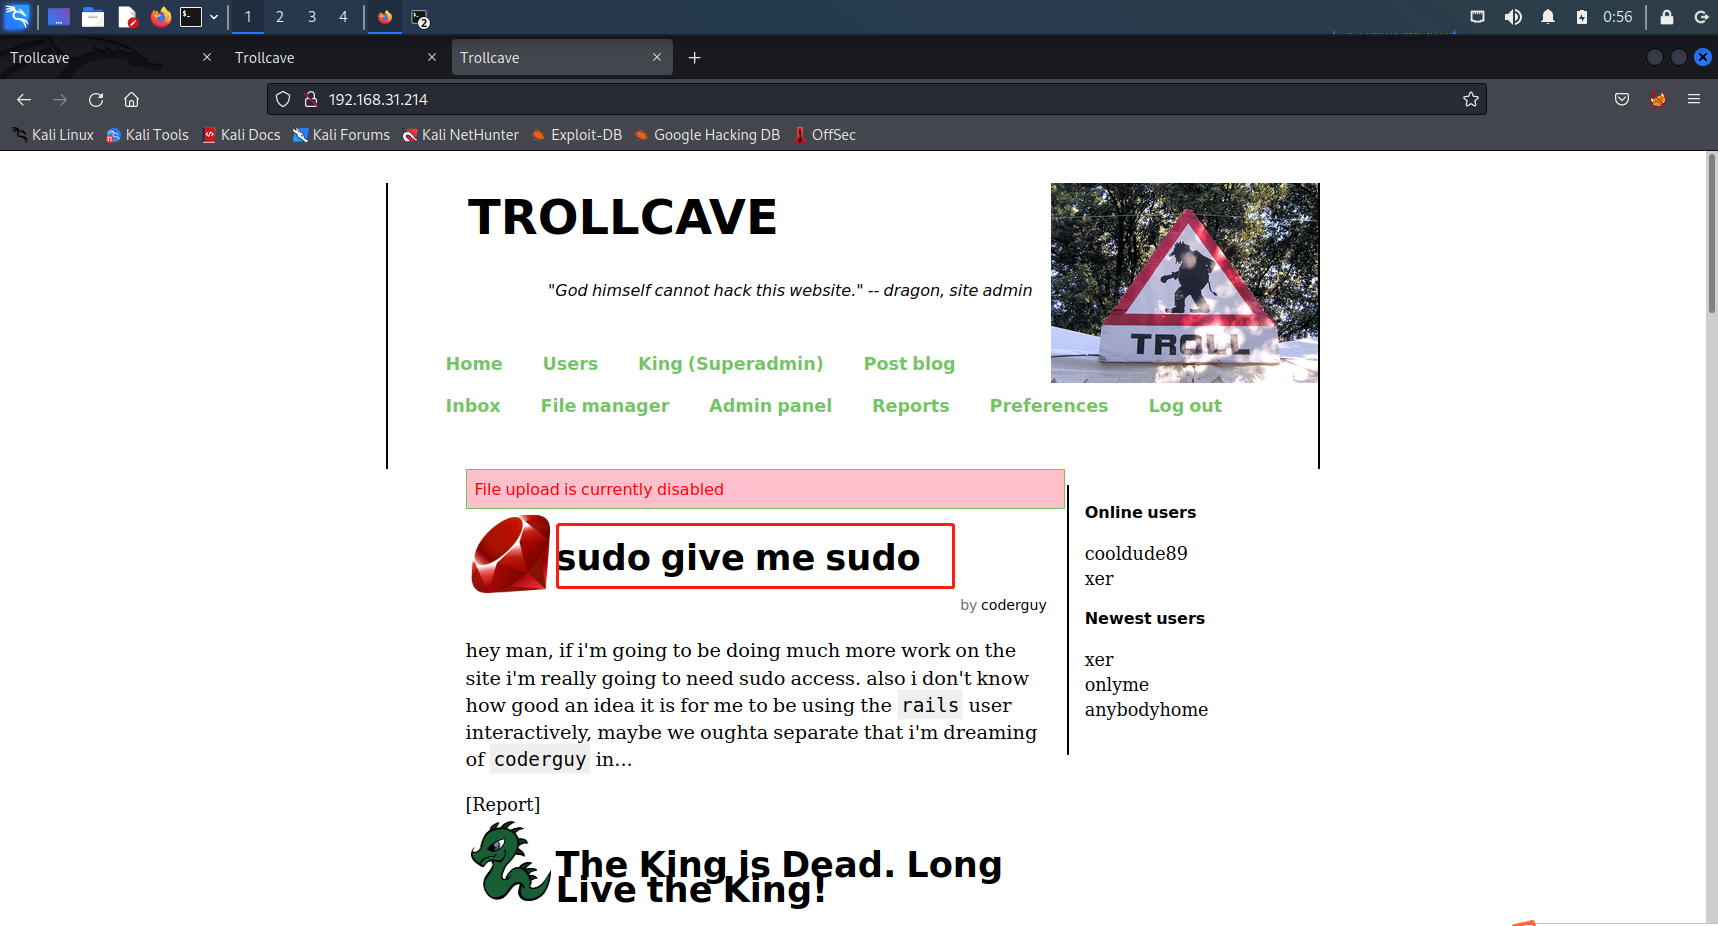 1 2 3 4 2 0:56
Trollcave Trollcave Trollcave
192.168.31.214
Kali Linux Kali Tools Kali Docs Kali Forums Kali NetHunter Exploit-DB Google Hacking DB OffSec
TROLLCAVE
"God himself cannot hack this website." -- dragon, site admin
TROLL
Home Users King (Superadmin) Post blog
Inbox File manager Admin panel Reports Preferences Log out
File upload is currently disabled
sudo give me sudo
by coderguy
hey man, if i'm going to be doing much more work on the
site i'm really going to need sudo access. also i don't know
how good an idea it is for me to be using the rails user
interactively, maybe we oughta separate that i'm dreaming
of coderguy in...
[Report]
The King is Dead. Long
Live the King!
Online users
cooldude89
xer
Newest users
xer
onlyme
anybodyhome